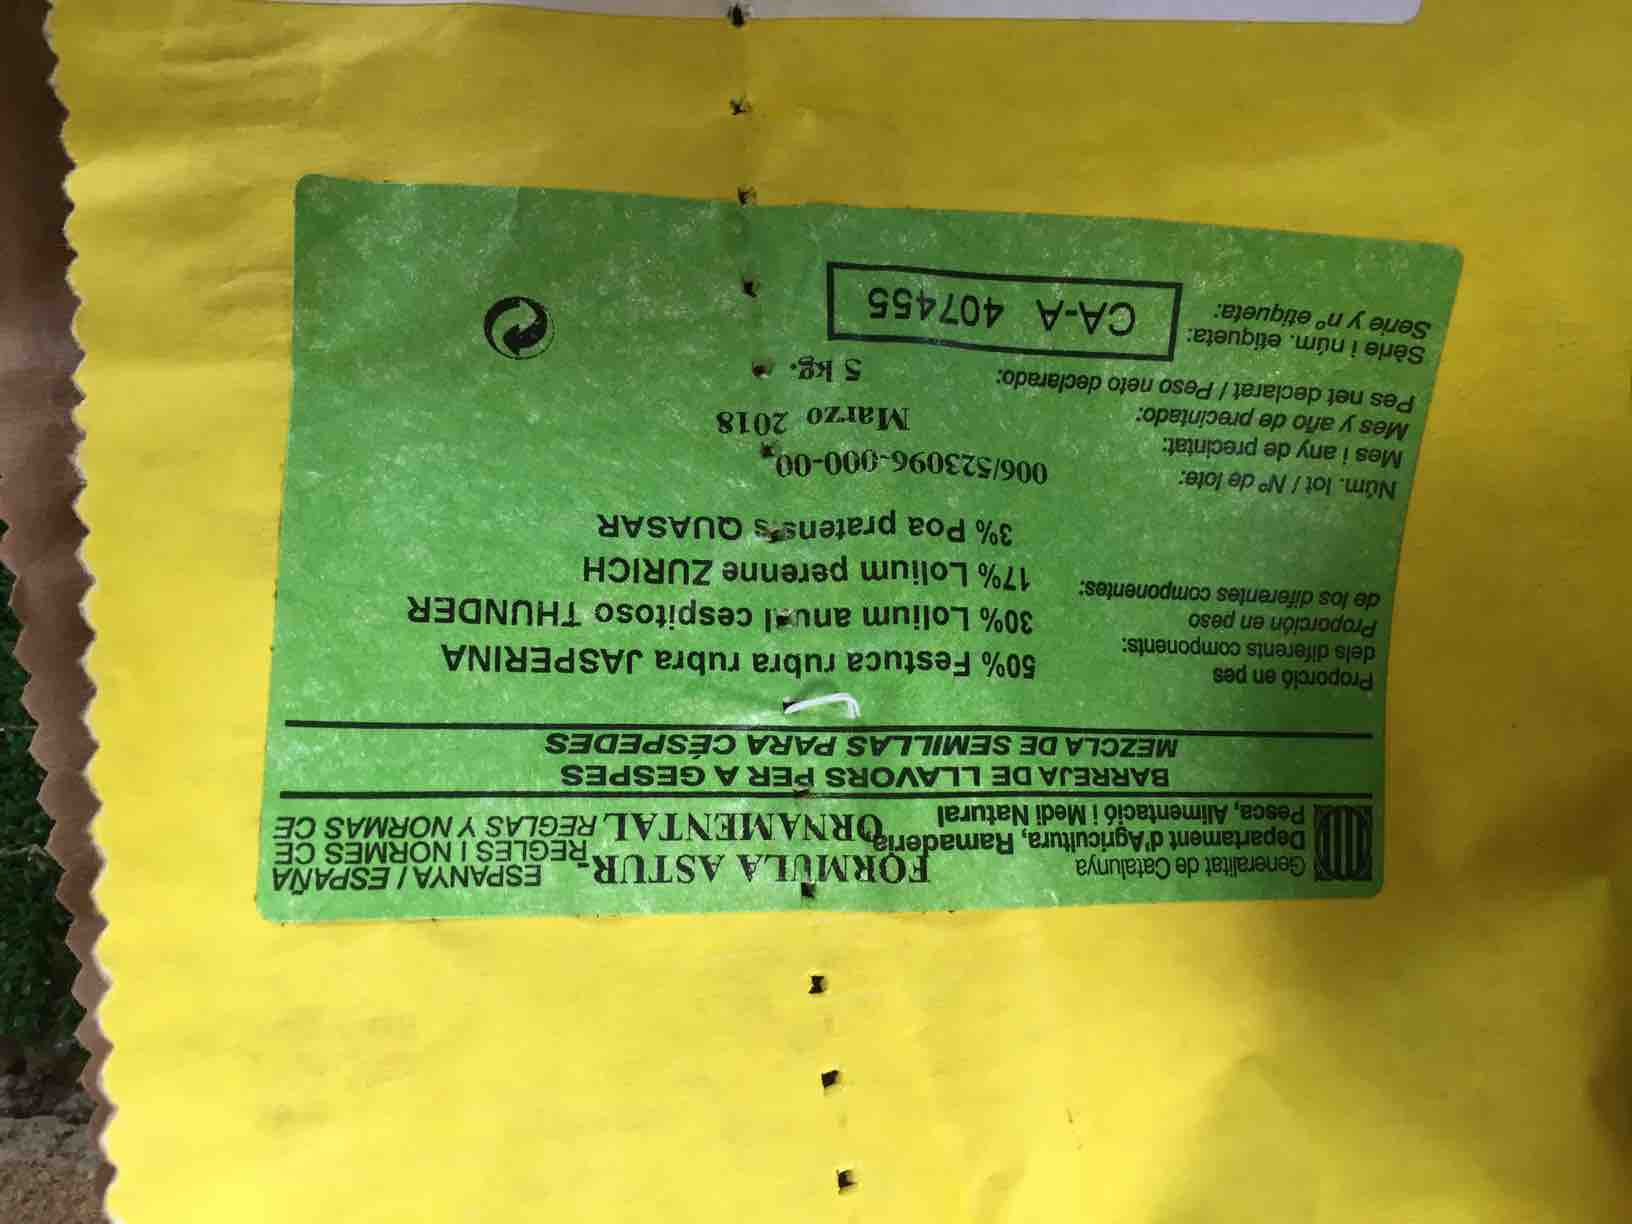 Generalitat de Catalunya
Departament d'Agricultura, Ramaderia
Pesca, Alimentació i Medi Natural
FORMULA ASTUR-
ORNAMENTAL
ESPANYA / ESPAÑA
REGLES I NORMES CE
REGLAS Y NORMAS CE
BARREJA DE LLAVORS PER A GESPES
MEZCLA DE SEMILLAS PARA CÉSPEDES
Proporció en pes
dels diferents components:
Proporción en peso
de los diferentes componentes:
50% Festuca rubra rubra JASPERINA
30% Lolium anual cespitoso THUNDER
17% Lolium perenne ZURICH
3% Poa pratensis QUASAR
Núm. lot / Nº de lote: 006/523096-000-00
Mes i any de precintat:
Mes y año de precintado: Marzo 2018
Pes net declarat / Peso neto declarado: 5 kg.
Sèrie i núm. etiqueta:
Serie y nº etiqueta:
CA-A 407455